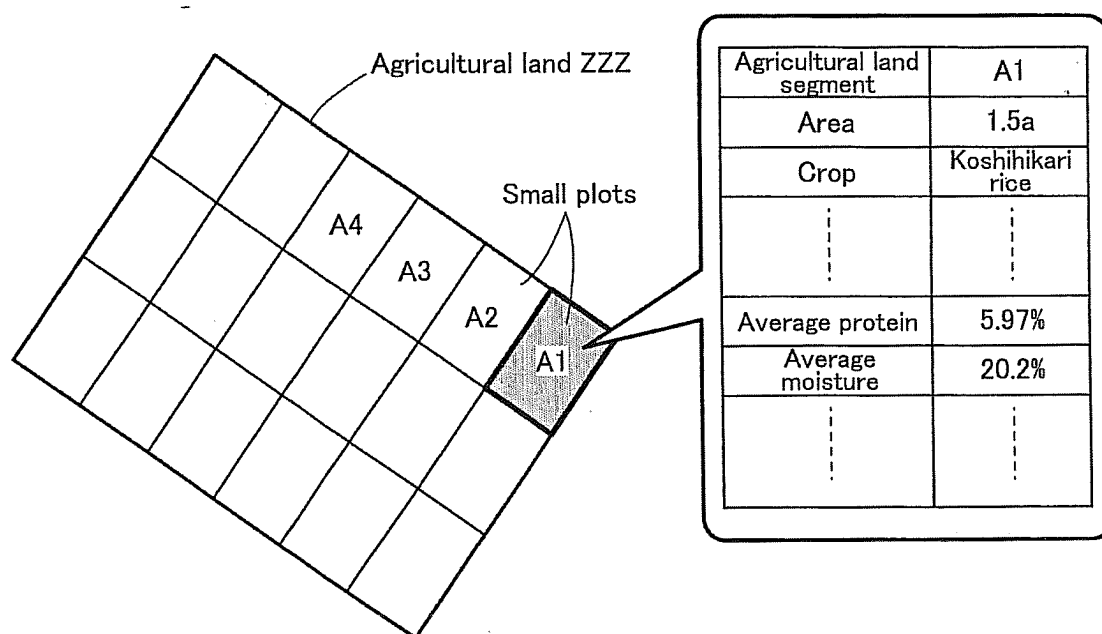 Agricultural land ZZZ
Small plots
A4
A3
A2
A1
Agricultural land
segment
A1
Area
1.5a
Crop
Koshihikari
rice
Average protein
5.97%
Average
moisture
20.2%